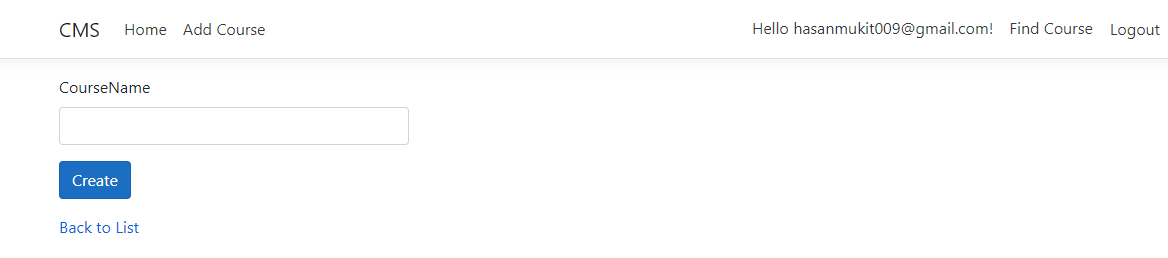 CMS Home Add Course Hello hasanmukit009@gmail.com! Find Course Logout
CourseName
Create
Back to List